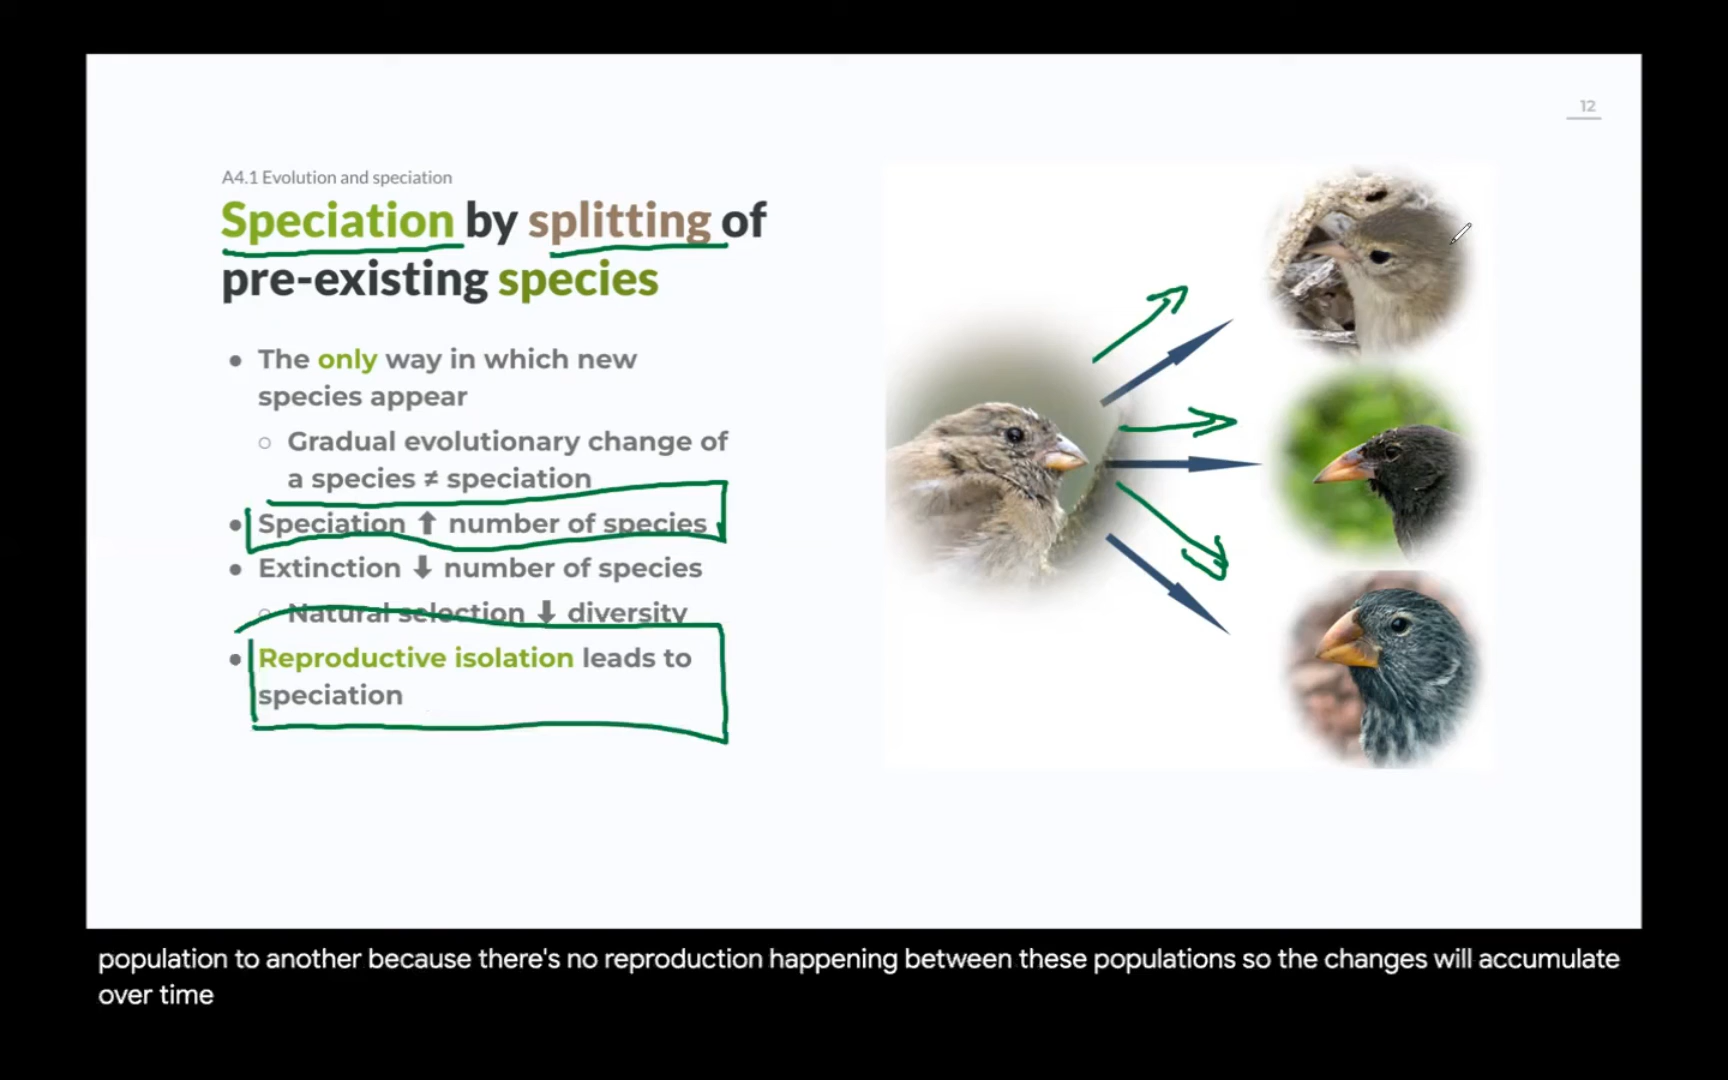 12
A4.1 Evolution and speciation
Speciation by splitting of
pre-existing species
● The only way in which new
species appear
○ Gradual evolutionary change of
a species ≠ speciation
● Speciation ⬆ number of species
● Extinction ⬇ number of species
○ Natural selection ⬇ diversity
● Reproductive isolation leads to
speciation
population to another because there's no reproduction happening between these populations so the changes will accumulate
over time